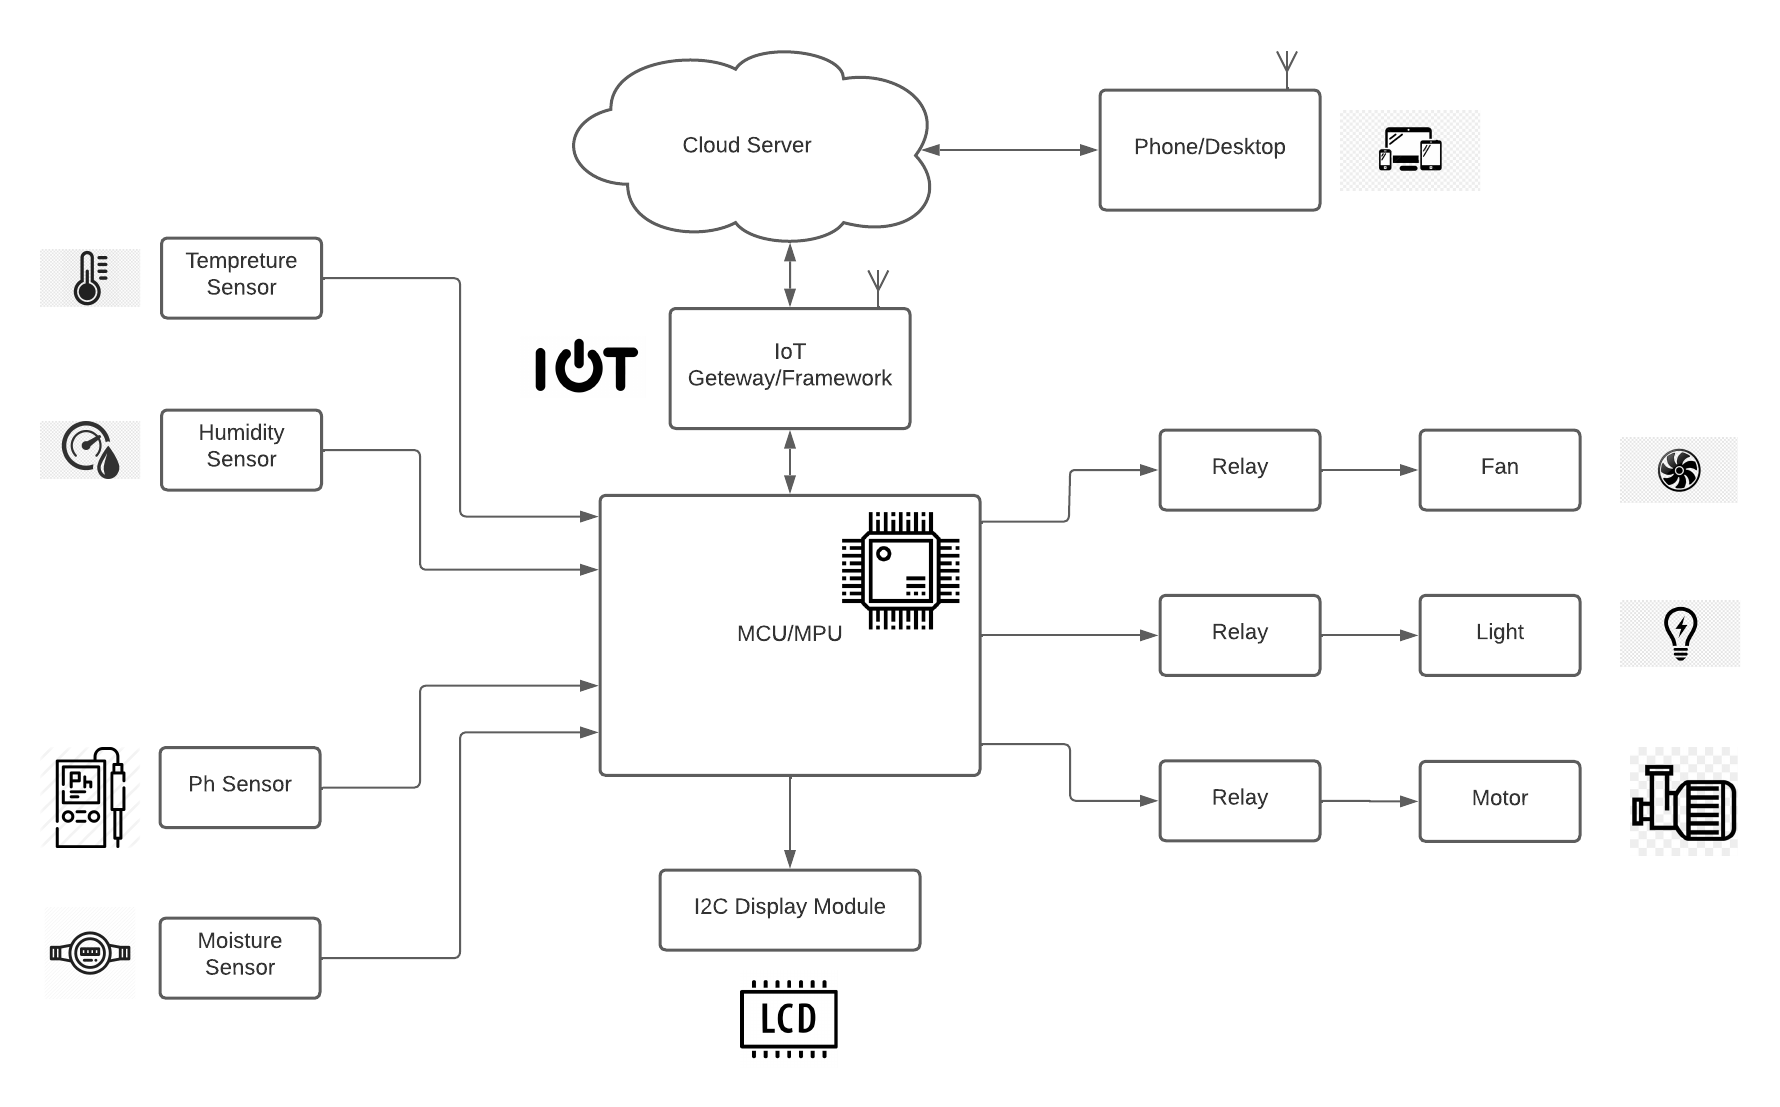 Cloud Server
Phone/Desktop
Tempreture
Sensor
IoT
Geteway/Framework
IOT
Humidity
Sensor
Relay
Fan
MCU/MPU
Relay
Light
Ph
Ph Sensor
Relay
Motor
I2C Display Module
Moisture
Sensor
LCD